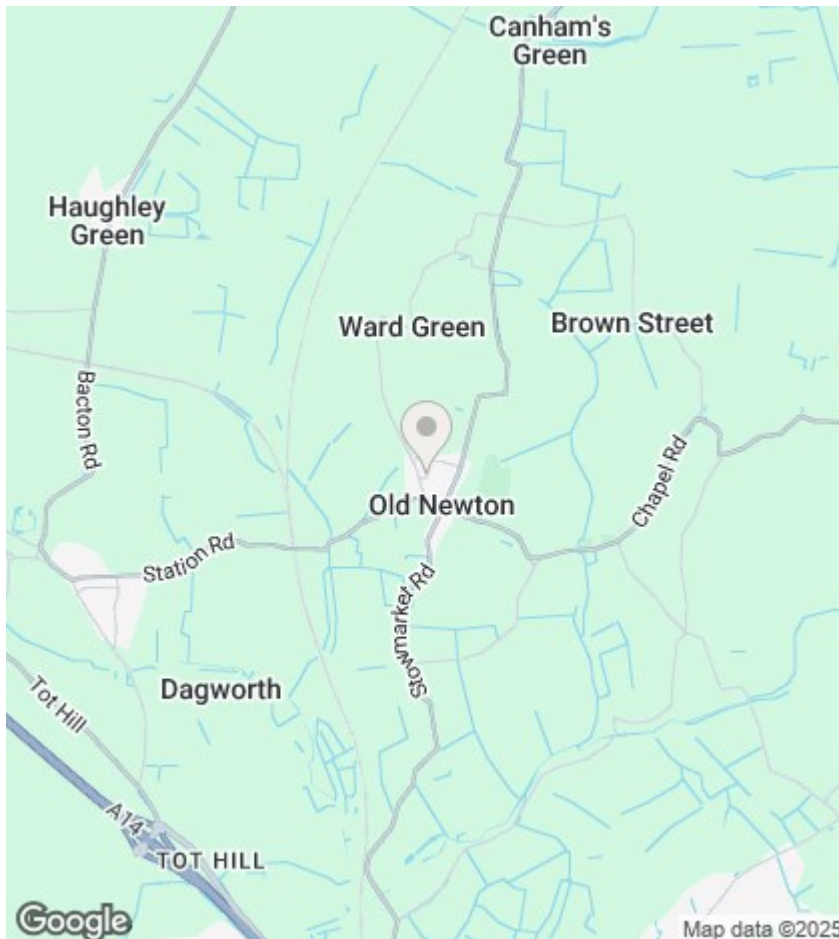 Canham's
Green
Haughley
Green
Ward Green
Brown Street
Bacton Rd
Chapel Rd
Old Newton
Station Rd
Stowmarket Rd
Dagworth
Tot Hill
A14
TOT HILL
Google
Map data ©2025